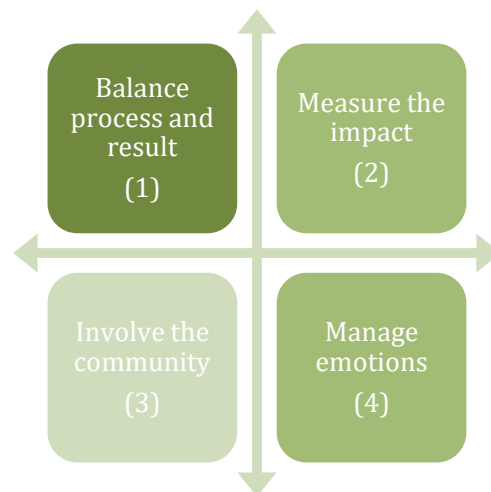 Balance
process and
result
(1)
Measure the
impact
(2)
Involve the
community
(3)
Manage
emotions
(4)